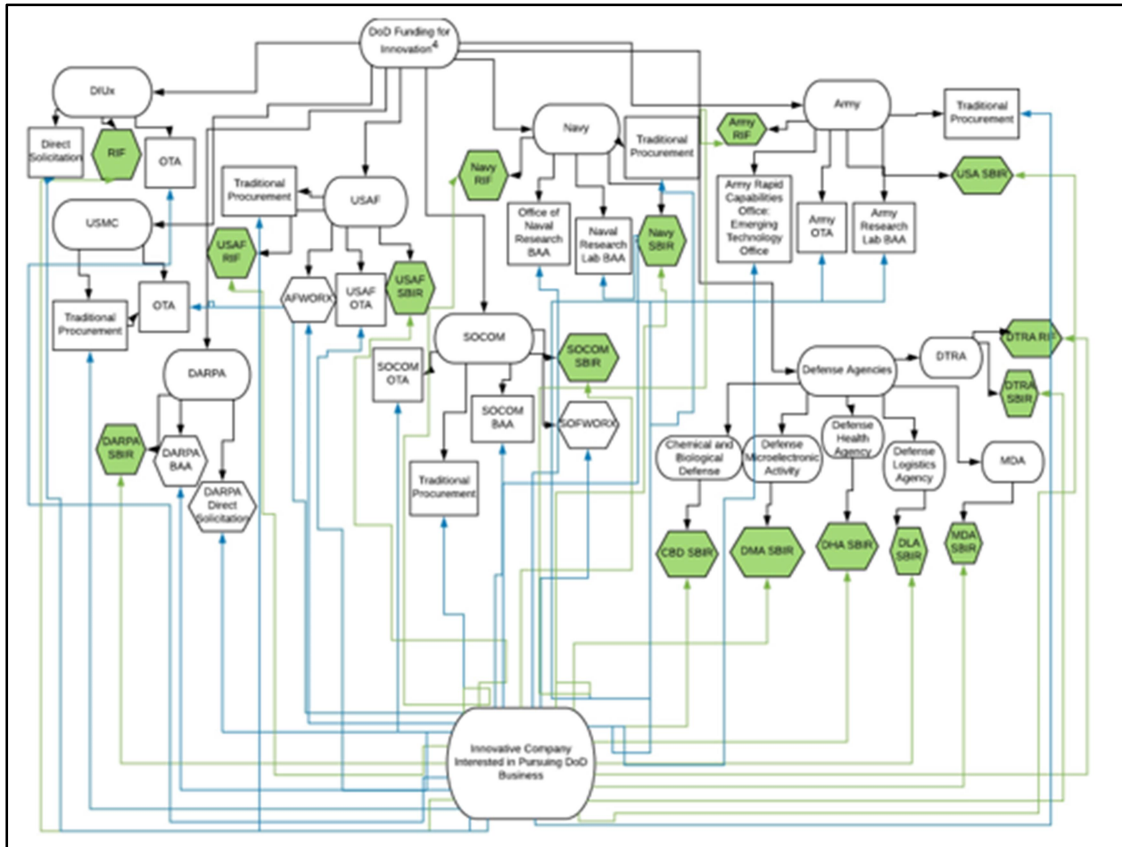 DoD Funding for
Innovation4
DIUx
Direct
Solicitation
RIF
OTA
USMC
Traditional
Procurement
OTA
Traditional
Procurement
USAF
USAF
RIF
AFWORX
USAF
OTA
USAF
SBIR
DARPA
DARPA
SBIR
DARPA
BAA
DARPA
Direct
Solicitation
Navy
Navy
RIF
Traditional
Procurement
Office of
Naval
Research
BAA
Naval
Research
Lab BAA
Navy
SBIR
SOCOM
SOCOM
OTA
SOCOM
BAA
SOCOM
SBIR
SOFWORX
Traditional
Procurement
Army
Army
RIF
Traditional
Procurement
Army Rapid
Capabilities
Office:
Emerging
Technology
Office
Army
OTA
Army
Research
Lab BAA
USA SBIR
Defense Agencies
DTRA
DTRA RIF
DTRA
SBIR
Chemical and
Biological
Defense
Defense
Microelectronic
Activity
Defense
Health
Agency
Defense
Logistics
Agency
MDA
CBD SBIR
DMA SBIR
DHA SBIR
DLA
SBIR
MDA
SBIR
Innovative Company
Interested in Pursuing DoD
Business